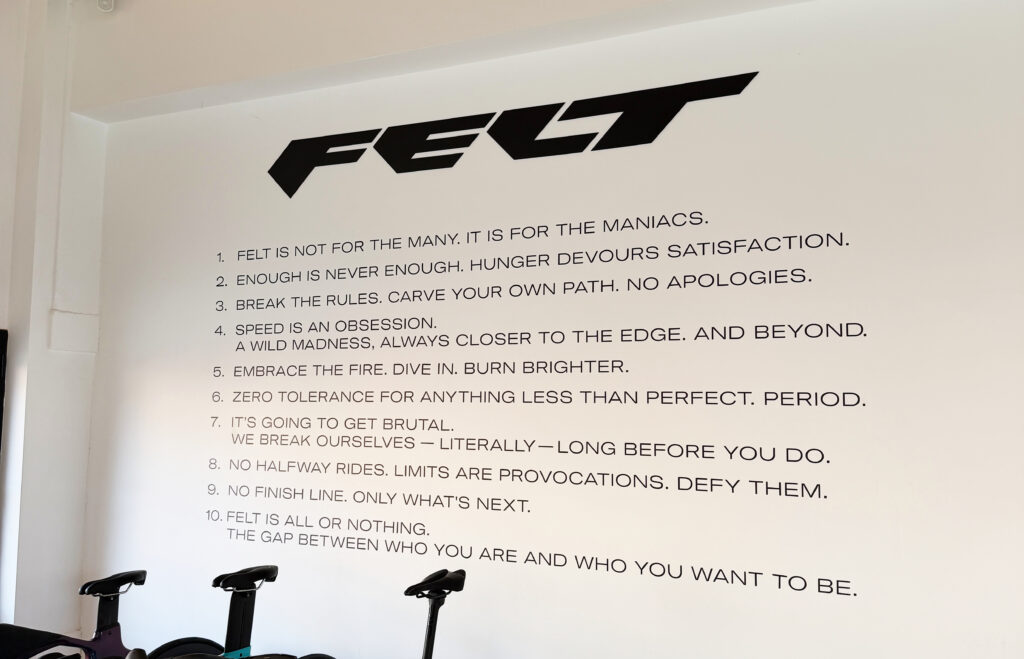 FELT
1. FELT IS NOT FOR THE MANY. IT IS FOR THE MANIACS.
2. ENOUGH IS NEVER ENOUGH. HUNGER DEVOURS SATISFACTION.
3. BREAK THE RULES. CARVE YOUR OWN PATH. NO APOLOGIES.
4. SPEED IS AN OBSESSION.
A WILD MADNESS, ALWAYS CLOSER TO THE EDGE. AND BEYOND.
5. EMBRACE THE FIRE. DIVE IN. BURN BRIGHTER.
6. ZERO TOLERANCE FOR ANYTHING LESS THAN PERFECT. PERIOD.
7. IT'S GOING TO GET BRUTAL.
WE BREAK OURSELVES — LITERALLY—LONG BEFORE YOU DO.
8. NO HALFWAY RIDES. LIMITS ARE PROVOCATIONS. DEFY THEM.
9. NO FINISH LINE. ONLY WHAT'S NEXT.
10. FELT IS ALL OR NOTHING.
THE GAP BETWEEN WHO YOU ARE AND WHO YOU WANT TO BE.